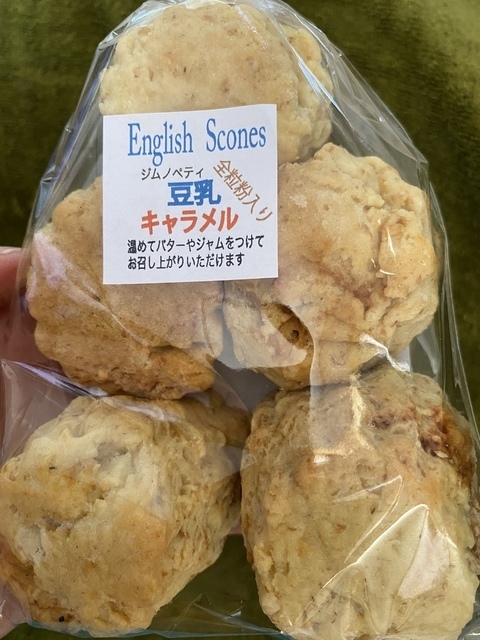 English Scones
ジムノペティ
豆乳
全粒粉入り
キャラメル
温めてバターやジャムをつけて
お召し上がりいただけます